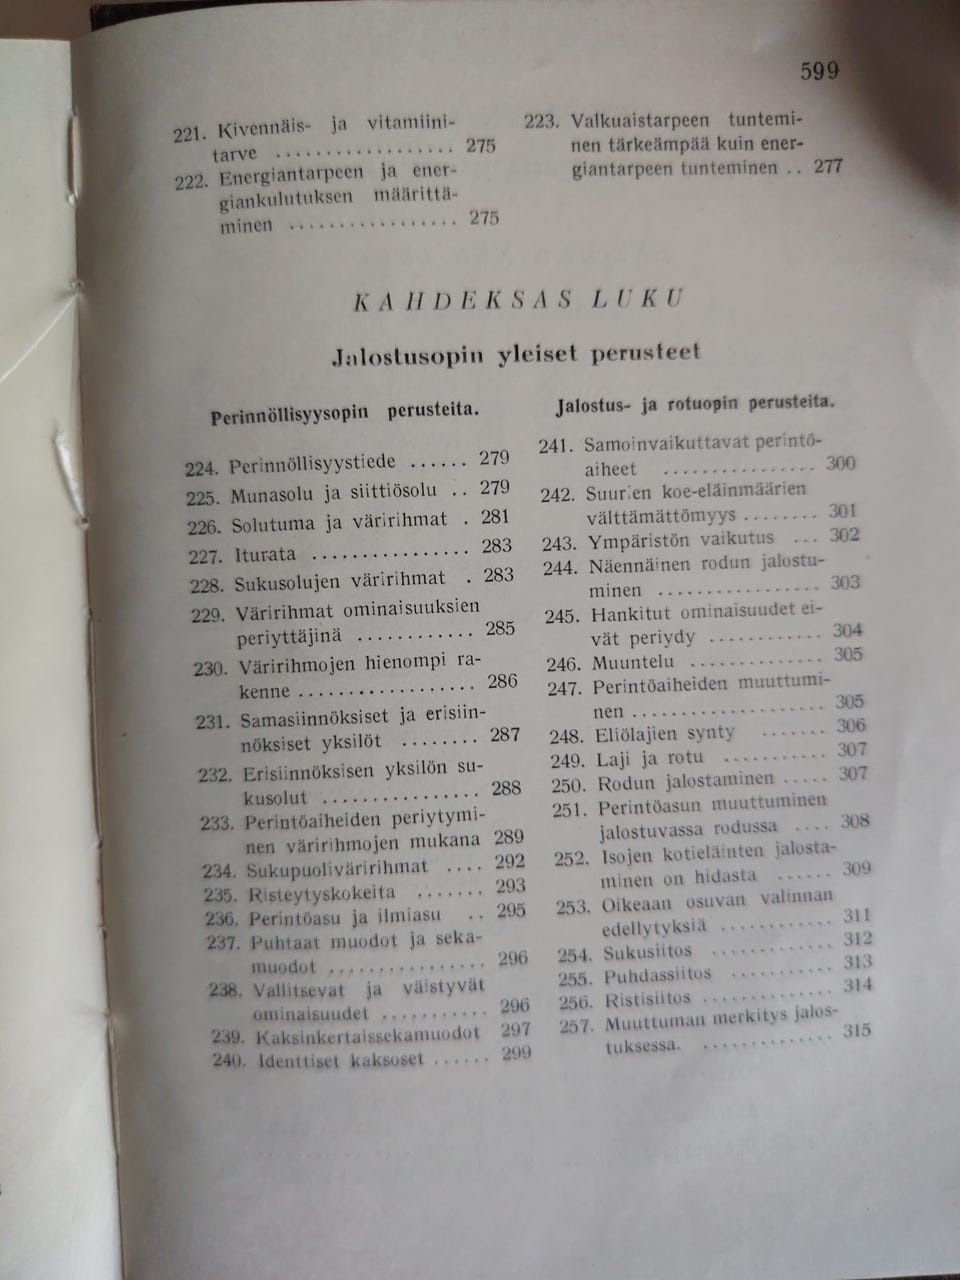 599
221. Kivennäis- ja vitamiini-
tarve .................. 275
222. Energiantarpeen ja ener-
giankulutuksen määrittä-
minen ................. 275
223. Valkuaistarpeen tuntemi-
nen tärkeämpää kuin ener-
giantarpeen tunteminen .. 277
KAHDEKSAS LUKU
Jalostusopin yleiset perusteet
Perinnöllisyysopin perusteita.
224. Perinnöllisyystiede ...... 279
225. Munasolu ja siittiösolu .. 279
226. Solutuma ja väririhmat . 281
227. Iturata ................ 283
228. Sukusolujen väririhmat . 283
229. Väririhmat ominaisuuksien
periyttäjinä ............ 285
230. Väririhmojen hienompi ra-
kenne .................. 286
231. Samasiinnöksiset ja erisiin-
nöksiset yksilöt ........ 287
232. Erisiinnöksisen yksilön su-
kusolut ................ 288
233. Perintöaiheiden periytymi-
nen väririhmojen mukana 289
234. Sukupuoliväririhmat .... 292
235. Risteytyskokeita ....... 293
236. Perintöasu ja ilmiasu .. 295
237. Puhtaat muodot ja seka-
muodot ................ 296
238. Vallitsevat ja väistyvät
ominaisuudet ........... 296
239. Kaksinkertaissekamuodot 297
240. Identtiset kaksoset ...... 299
Jalostus- ja rotuopin perusteita.
241. Samoinvaikuttavat perintö-
aiheet ................ 300
242. Suurien koe-eläinmäärien
välttämättömyys ........ 301
243. Ympäristön vaikutus ... 302
244. Näennäinen rodun jalostu-
minen ................. 303
245. Hankitut ominaisuudet ei-
vät periydy ............ 304
246. Muuntelu .............. 305
247. Perintöaiheiden muuttumi-
nen .................... 305
248. Eliölajien synty ....... 306
249. Laji ja rotu ........... 307
250. Rodun jalostaminen ..... 307
251. Perintöasun muuttuminen
jalostuvassa rodussa .... 308
252. Isojen kotieläinten jalosta-
minen on hidasta ...... 309
253. Oikeaan osuvan valinnan
edellytyksiä ............ 311
254. Sukusiitos ............. 312
255. Puhdassiitos ........... 313
256. Ristisiitos .............. 314
257. Muuttuman merkitys jalos-
tuksessa. .............. 315